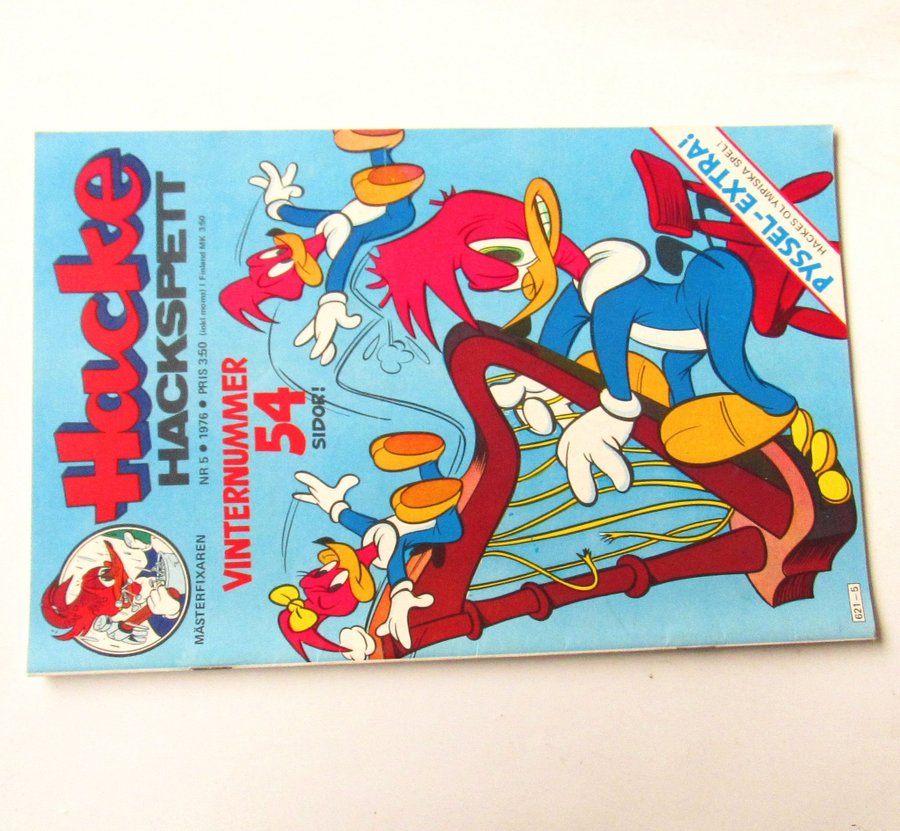 Hacke
HACKSPETT
MÄSTERFIXAREN
NR 5 • 1976 • PRIS 3:50 (inkl moms) I Finland MK 3:50
VINTERNUMMER
54
SIDOR!
PYSSEL-EXTRA!
HACKES OLYMPISKA SPEL!
621-5